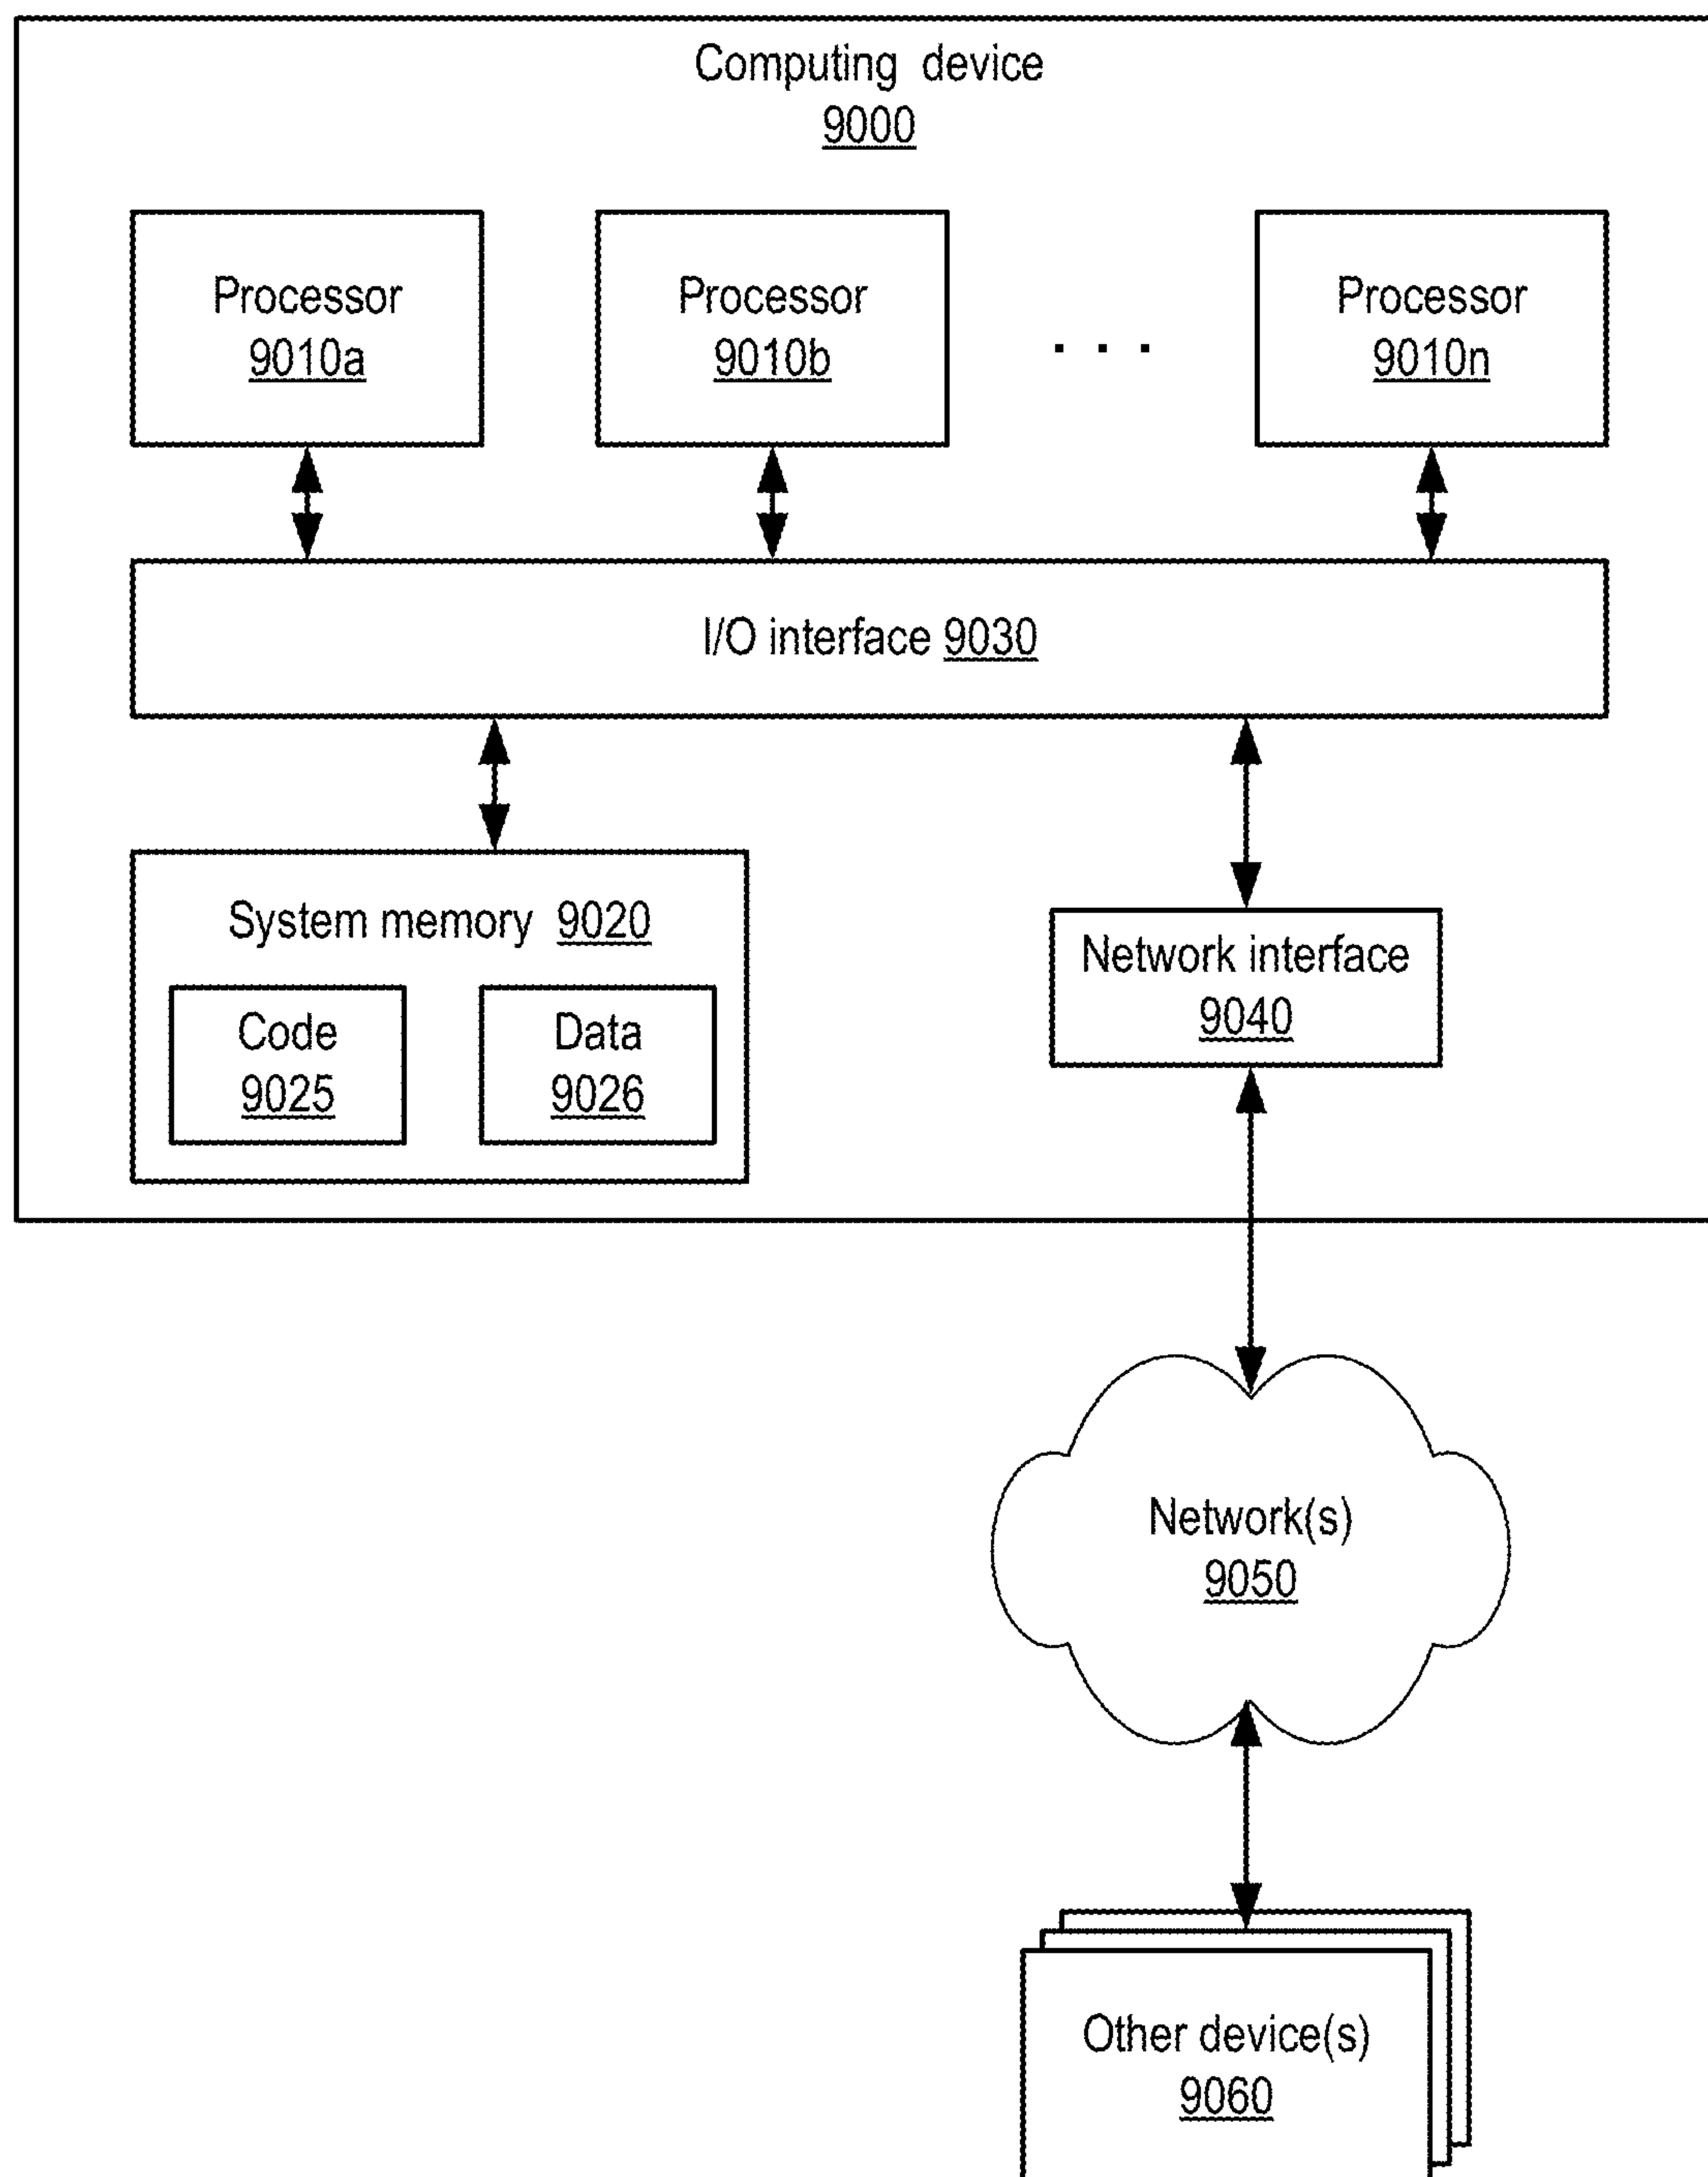 Computing device
9000
Processor
9010a
Processor
9010b
. . .
Processor
9010n
I/O interface 9030
System memory 9020
Code
9025
Data
9026
Network interface
9040
Network(s)
9050
Other device(s)
9060